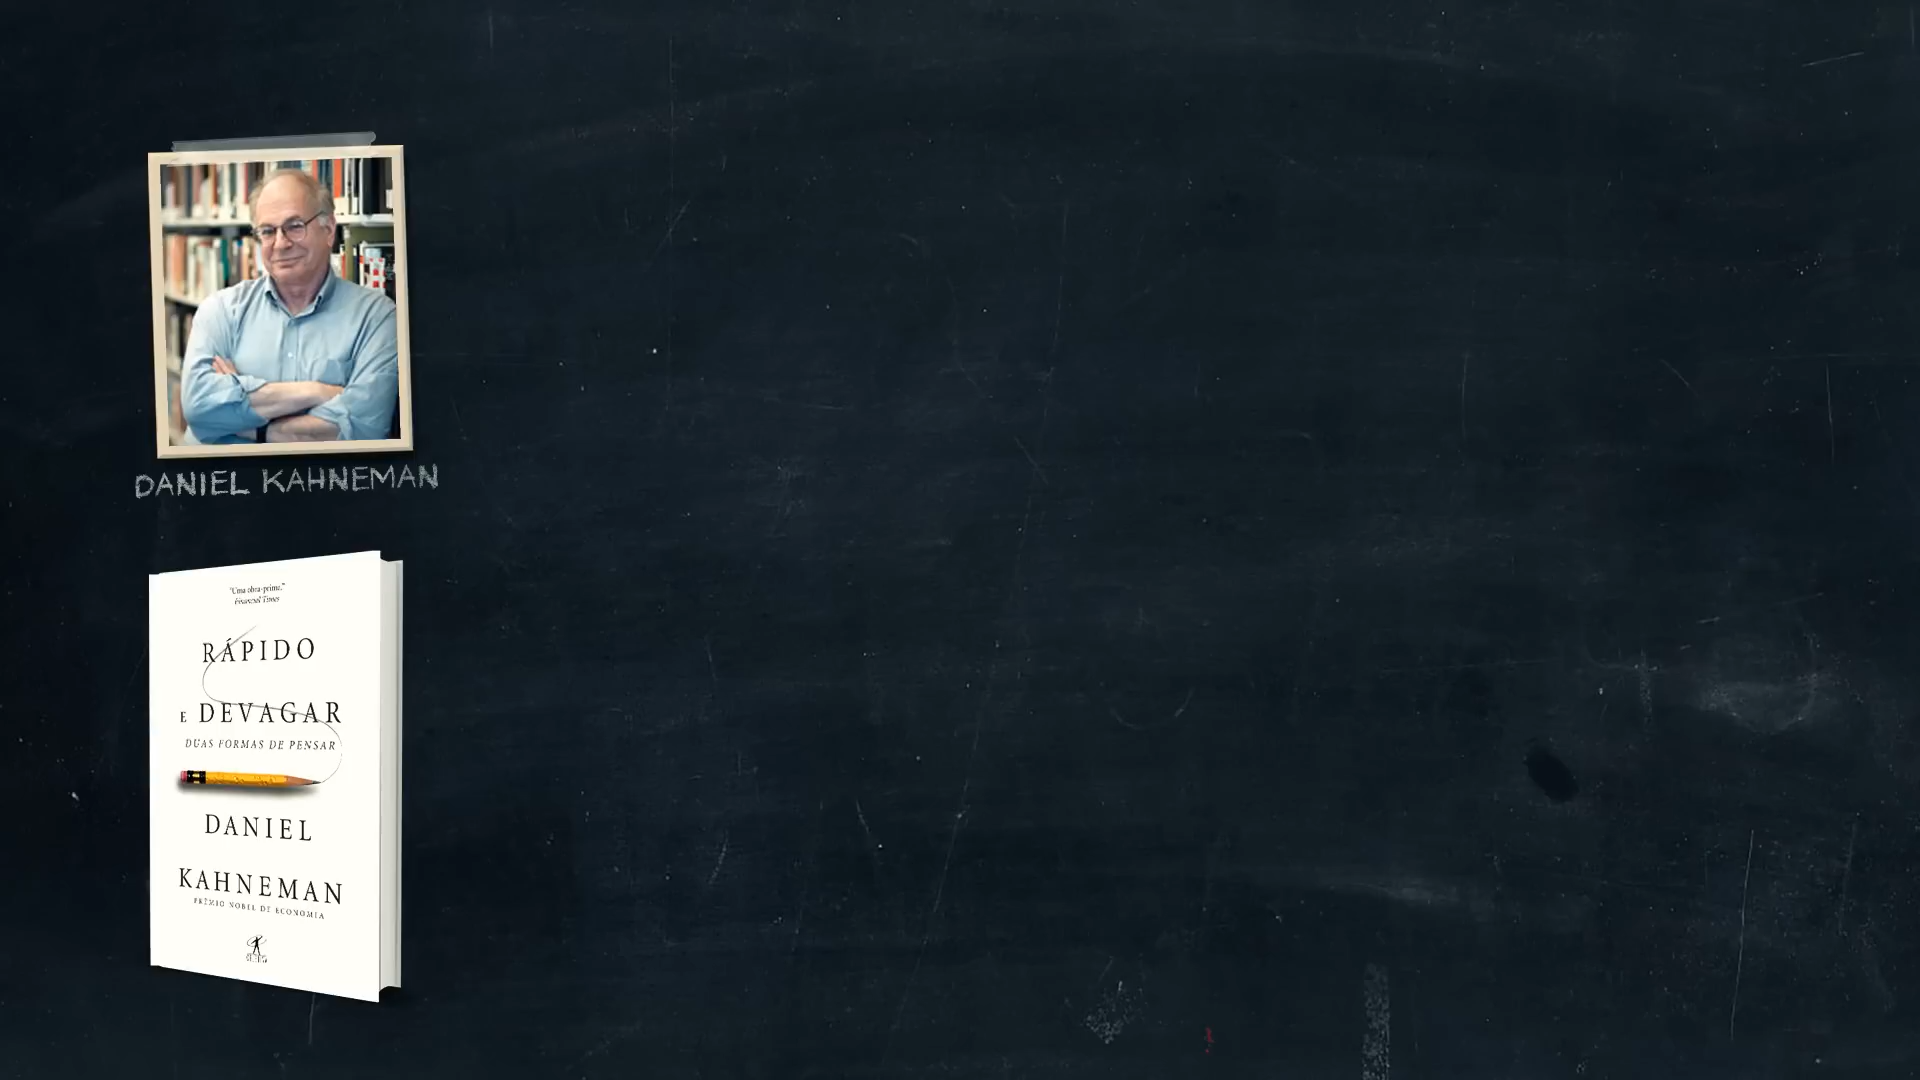 DANIEL KAHNEMAN
"Uma obra-prima."
Financial Times
RÁPIDO
E DEVAGAR
DUAS FORMAS DE PENSAR
DANIEL
KAHNEMAN
PRÊMIO NOBEL DE ECONOMIA